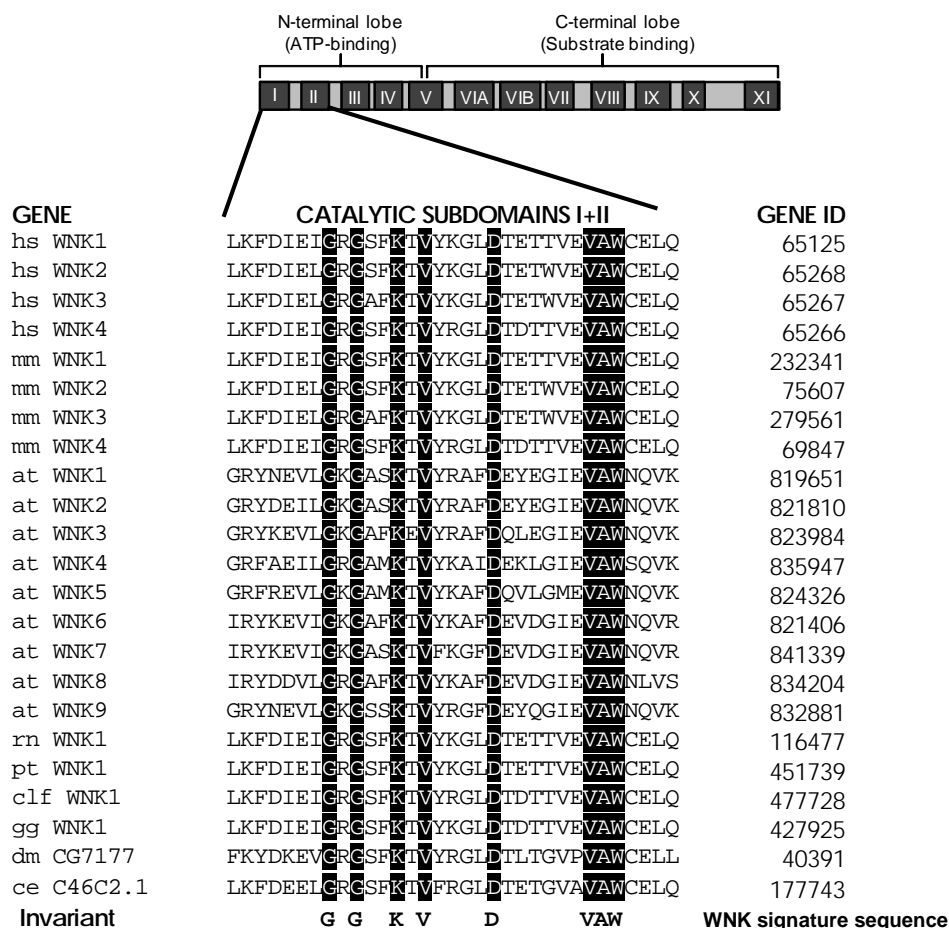 N-terminal lobe C-terminal lobe
(ATP-binding) (Substrate binding)
I II III IV V VIA VIB VII VIII IX X XI
GENE CATALYTIC SUBDOMAINS I+II GENE ID
hs WNK1 LKFDIEIGRGSFKTVYKGLDTETTVEVAWCELQ 65125
hs WNK2 LKFDIELGRGSFKTVYKGLDTETWVEVAWCELQ 65268
hs WNK3 LKFDIELGRGAFKTVYKGLDTETWVEVAWCELQ 65267
hs WNK4 LKFDIEIGRGSFKTVYRGLDTDTTVEVAWCELQ 65266
mm WNK1 LKFDIEIGRGSFKTVYKGLDTETTVEVAWCELQ 232341
mm WNK2 LKFDIELGRGSFKTVYKGLDTETWVEVAWCELQ 75607
mm WNK3 LKFDIELGRGAFKTVYKGLDTETWVEVAWCELQ 279561
mm WNK4 LKFDIEIGRGSFKTVYRGLDTDTTVEVAWCELQ 69847
at WNK1 GRYNEVLGKGASKTVYRAFDEYEGIEVAWNQVK 819651
at WNK2 GRYDEILGKGASKTVYRAFDEYEGIEVAWNQVK 821810
at WNK3 GRYKEVLGKGAFKEVYRAFDQLEGIEVAWNQVK 823984
at WNK4 GRFAEILGRGAMKTVYKAIDEKLGIEVAWSQVK 835947
at WNK5 GRFREVLGKGAMKTVYKAFDQVLGMEVAWNQVK 824326
at WNK6 IRYKEVIGKGAFKTVYKAFDEVDGIEVAWNQVR 821406
at WNK7 IRYKEVIGKGASKTVFKGFDEVDGIEVAWNQVR 841339
at WNK8 IRYDDVLGRGAFKTVYKAFDEVDGIEVAWNLVS 834204
at WNK9 GRYNEVLGKGSSKTVYRGFDEYQGIEVAWNQVK 832881
rn WNK1 LKFDIEIGRGSFKTVYKGLDTETTVEVAWCELQ 116477
pt WNK1 LKFDIEIGRGSFKTVYKGLDTETTVEVAWCELQ 451739
clf WNK1 LKFDIEIGRGSFKTVYRGLDTDTTVEVAWCELQ 477728
gg WNK1 LKFDIEIGRGSFKTVYKGLDTDTTVEVAWCELQ 427925
dm CG7177 FKYDKEVGRGSFKTVYRGLDTLTGVPVAWCELL 40391
ce C46C2.1 LKFDEELGRGSFKTVFRGLDTETGVAVAWCELQ 177743
Invariant G G K V D VAW WNK signature sequence